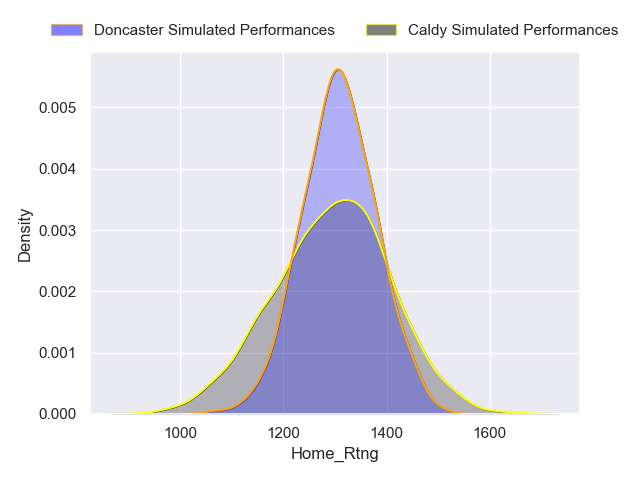 Doncaster Simulated Performances
Caldy Simulated Performances
0.005
0.004
0.003
0.002
0.001
0.000
Density
1000 1200 1400 1600
Home_Rtng